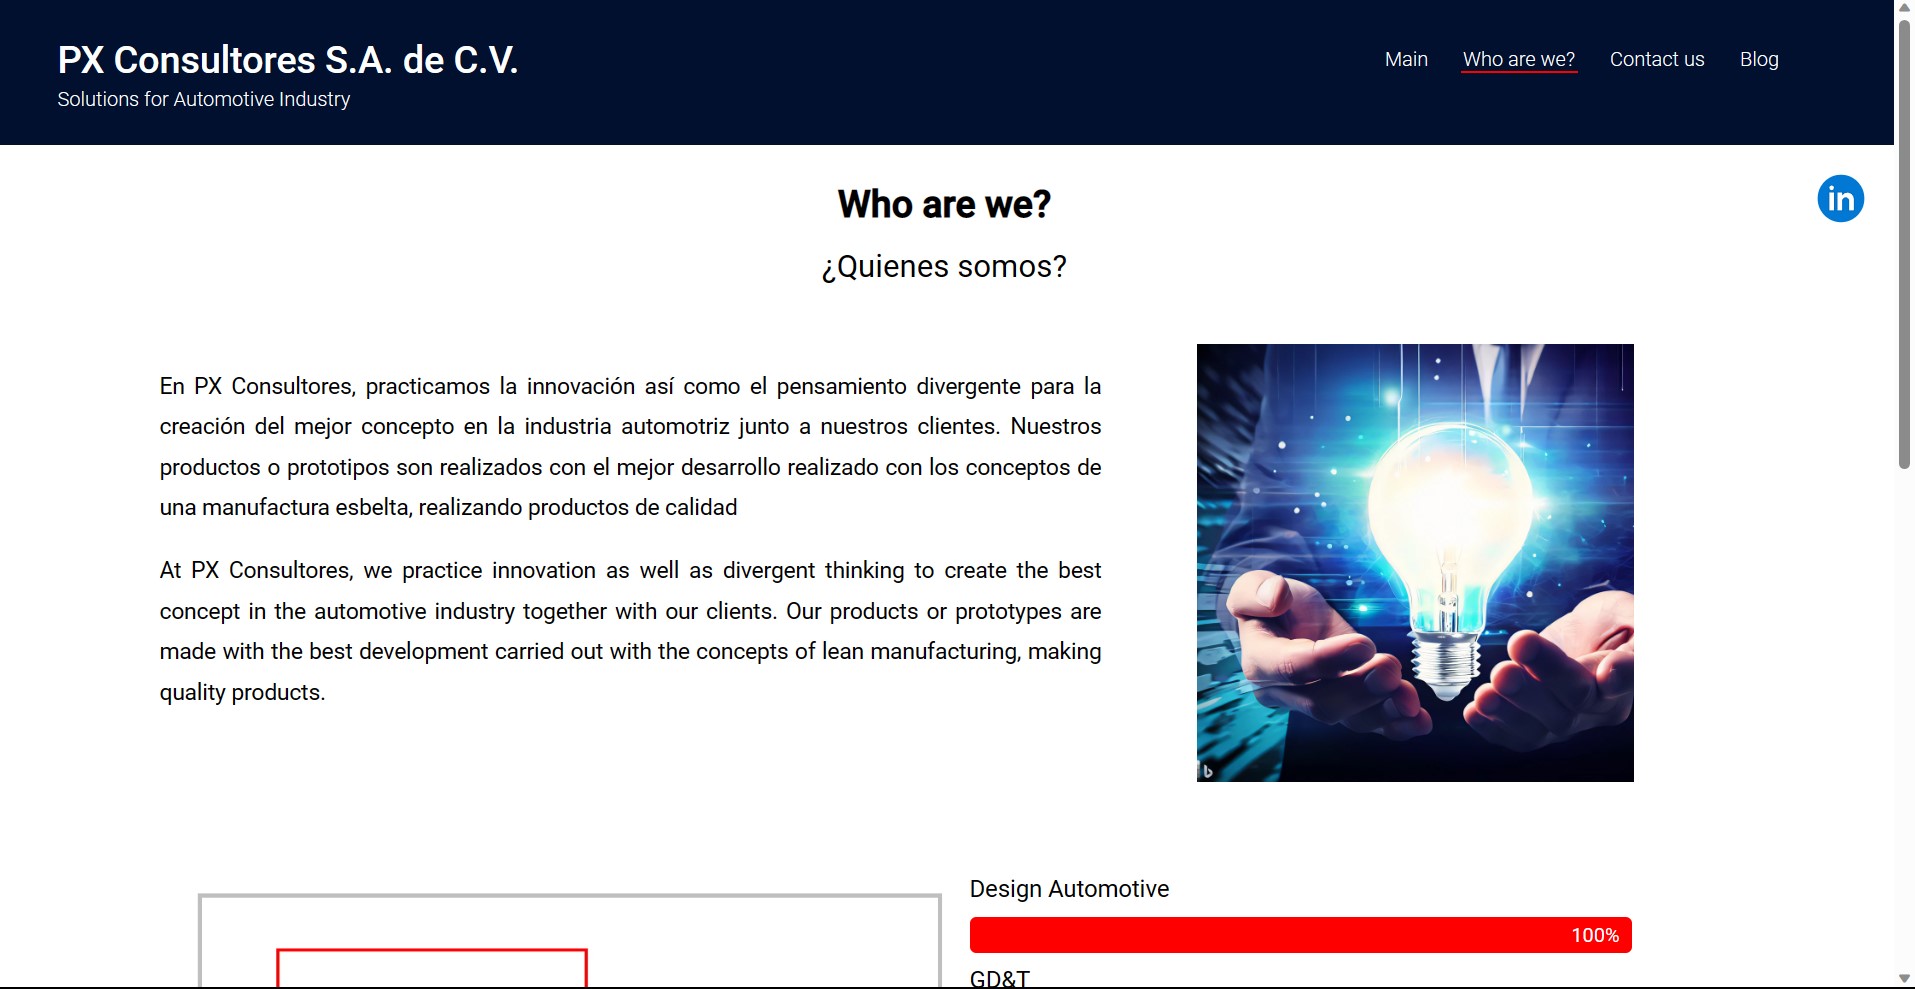 PX Consultores S.A. de C.V.
Solutions for Automotive Industry
Main
Who are we?
Contact us
Blog
in
Who are we?
¿Quienes somos?
En PX Consultores, practicamos la innovación así como el pensamiento divergente para la
creación del mejor concepto en la industria automotriz junto a nuestros clientes. Nuestros
productos o prototipos son realizados con el mejor desarrollo realizado con los conceptos de
una manufactura esbelta, realizando productos de calidad
At PX Consultores, we practice innovation as well as divergent thinking to create the best
concept in the automotive industry together with our clients. Our products or prototypes are
made with the best development carried out with the concepts of lean manufacturing, making
quality products.
Design Automotive
100%
GD&T